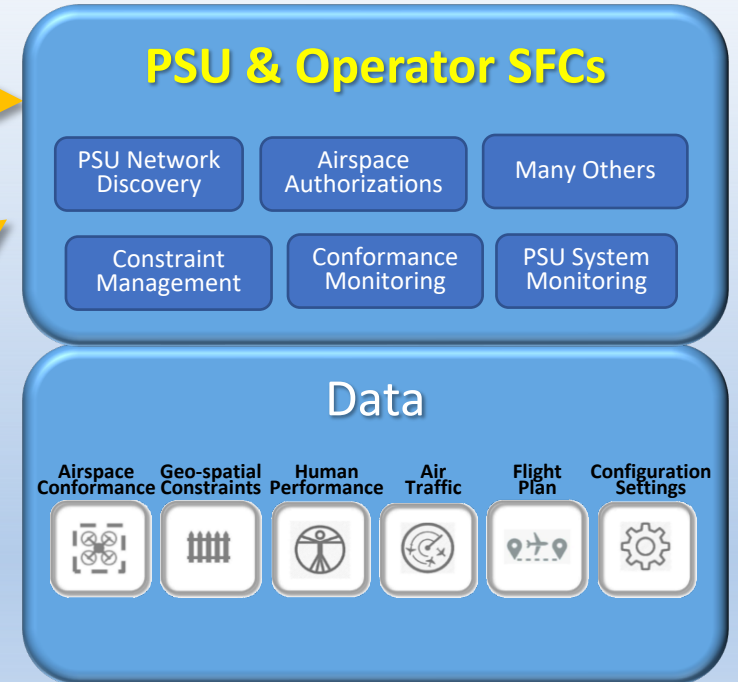 PSU & Operator SFCs
PSU Network
Discovery
Airspace
Authorizations
Many Others
Constraint
Management
Conformance
Monitoring
PSU System
Monitoring
Data
Airspace
Conformance
Geo-spatial
Constraints
Human
Performance
Air
Traffic
Flight
Plan
Configuration
Settings